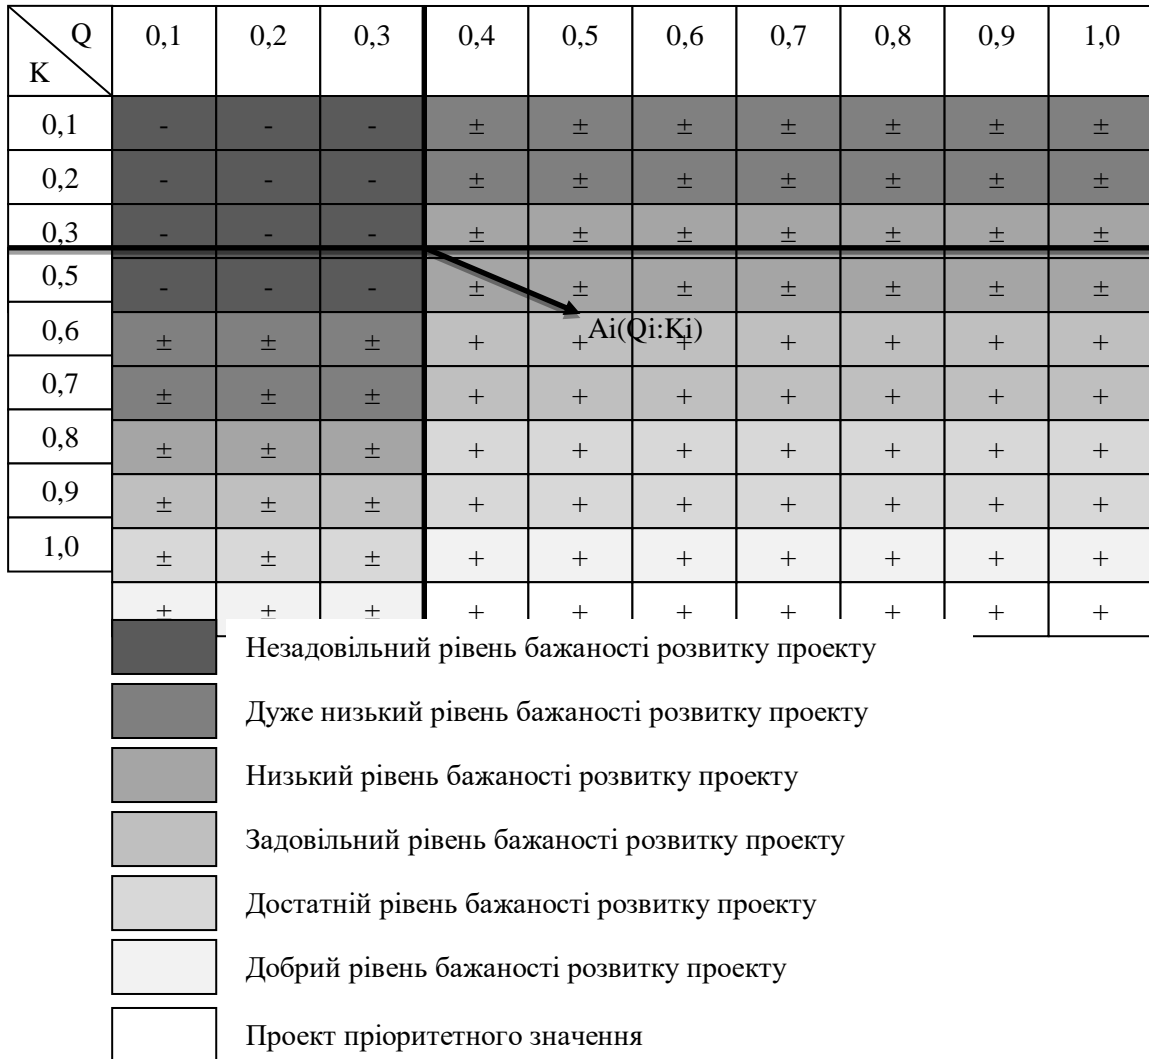 Q 0,1 0,2 0,3 0,4 0,5 0,6 0,7 0,8 0,9 1,0
K
0,1 - - - ± ± ± ± ± ± ±
0,2 - - - ± ± ± ± ± ± ±
0,3 - - - ± ± ± ± ± ± ±
0,5 - - - ± ± ± ± ± ± ±
Ai(Qi:Ki)
0,6 ± ± ± + + + + + + +
0,7 ± ± ± + + + + + + +
0,8 ± ± ± + + + + + + +
0,9 ± ± ± + + + + + + +
1,0 ± ± ± + + + + + + +
± ± ± + + + + + + +
Незадовільний рівень бажаності розвитку проекту
Дуже низький рівень бажаності розвитку проекту
Низький рівень бажаності розвитку проекту
Задовільний рівень бажаності розвитку проекту
Достатній рівень бажаності розвитку проекту
Добрий рівень бажаності розвитку проекту
Проект пріоритетного значення